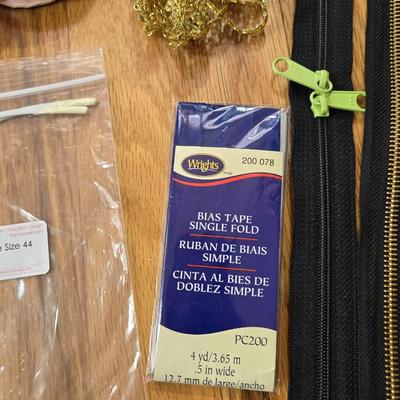 Wrights
200 078
BIAS TAPE
SINGLE FOLD
RUBAN DE BIAIS
SIMPLE
CINTA AL BIES DE
DOBLEZ SIMPLE
PC200
4 yd/3.65 m
.5 in wide
12.7 mm de large/ancho
Size 44